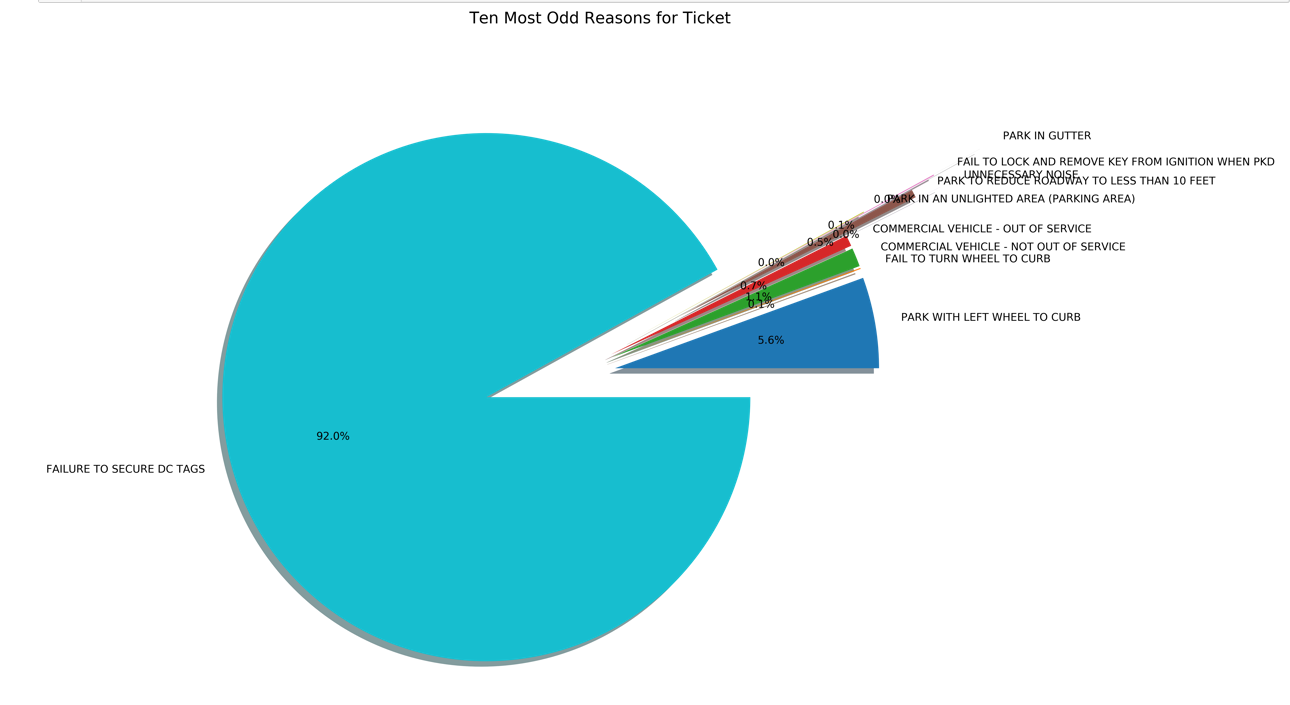 Ten Most Odd Reasons for Ticket
PARK IN GUTTER
FAIL TO LOCK AND REMOVE KEY FROM IGNITION WHEN PKD
UNNECESSARY NOISE
PARK TO REDUCE ROADWAY TO LESS THAN 10 FEET
0.0%
PARK IN AN UNLIGHTED AREA (PARKING AREA)
0.1%
COMMERCIAL VEHICLE - OUT OF SERVICE
0.0%
0.5%
COMMERCIAL VEHICLE - NOT OUT OF SERVICE
FAIL TO TURN WHEEL TO CURB
0.0%
0.7%
1.1%
0.1%
PARK WITH LEFT WHEEL TO CURB
5.6%
92.0%
FAILURE TO SECURE DC TAGS